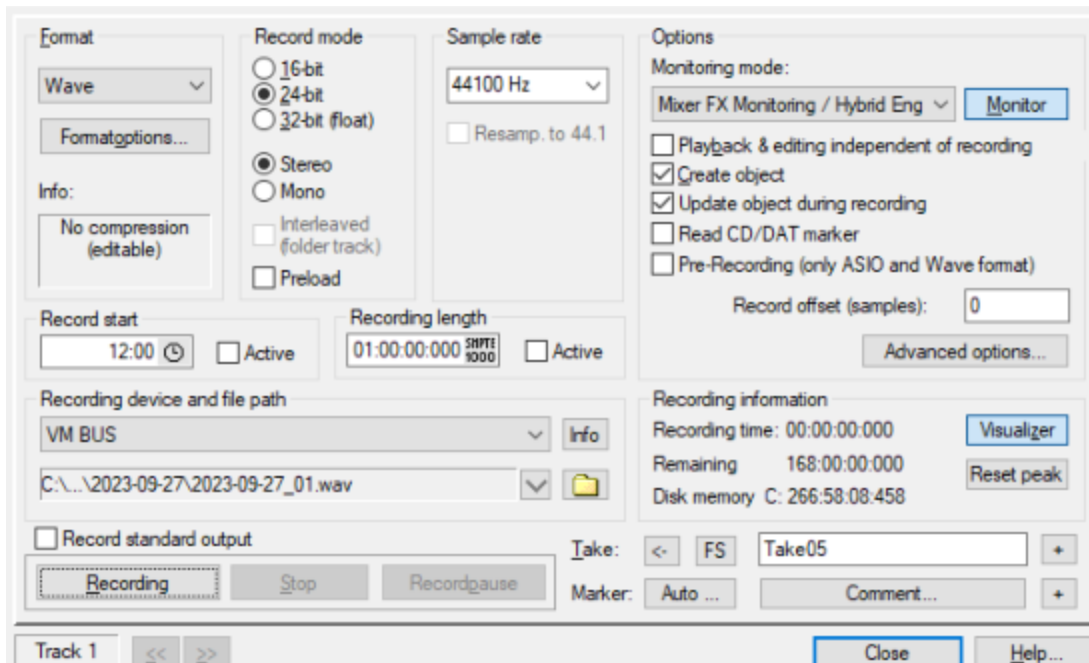 Format
Wave
Formatoptions...
Info:
No compression
(editable)
Record mode
16-bit
24-bit
32-bit (float)
Stereo
Mono
Interleaved
(folder track)
Preload
Sample rate
44100 Hz
Resamp. to 44.1
Options
Monitoring mode:
Mixer FX Monitoring / Hybrid Eng
Monitor
Playback & editing independent of recording
Create object
Update object during recording
Read CD/DAT marker
Pre-Recording (only ASIO and Wave format)
Record offset (samples): 0
Advanced options...
Record start
12:00
Active
Recording length
01:00:00:000 SMPTE 1000
Active
Recording device and file path
VM BUS
Info
C:\...\2023-09-27\2023-09-27_01.wav
Recording information
Recording time: 00:00:00:000
Visualizer
Remaining 168:00:00:000
Reset peak
Disk memory C: 266:58:08:458
Record standard output
Recording
Stop
Recordpause
Take: <- FS Take05 +
Marker: Auto ... Comment... +
Track 1 << >>
Close
Help...